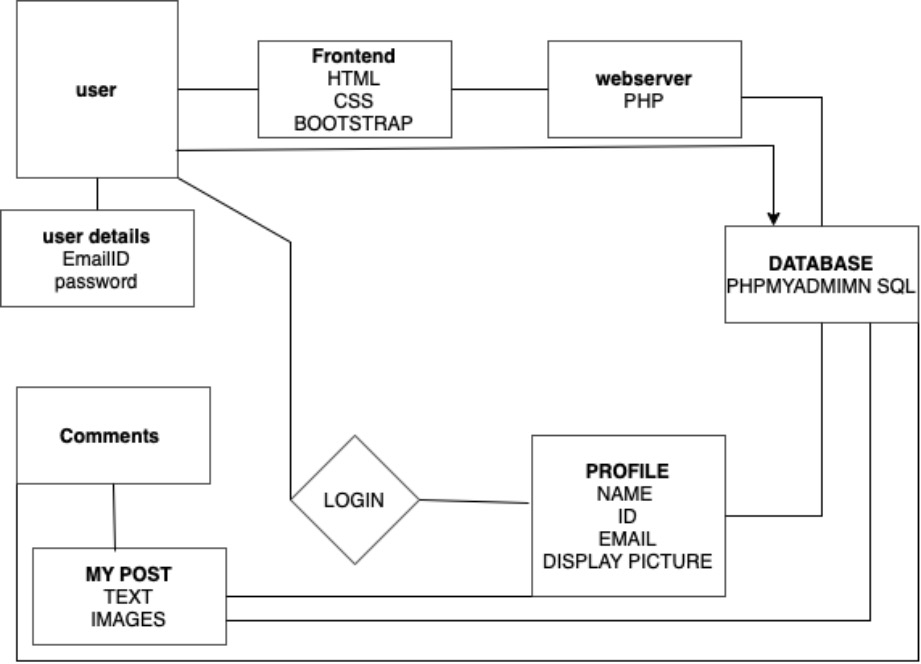 user
Frontend
HTML
CSS
BOOTSTRAP
webserver
PHP
user details
EmailID
password
DATABASE
PHPMYADMIMN SQL
Comments
LOGIN
PROFILE
NAME
ID
EMAIL
DISPLAY PICTURE
MY POST
TEXT
IMAGES